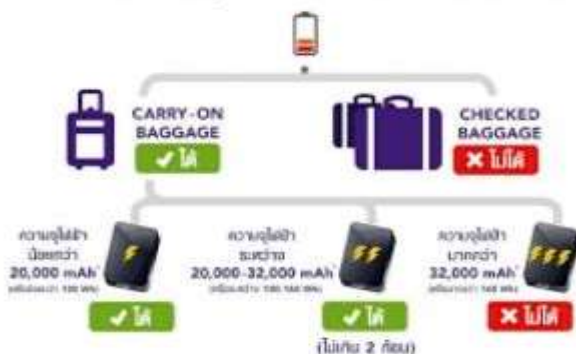 CARRY-ON
BAGGAGE
ได้
CHECKED
BAGGAGE
ไม่ได้
ความจุไฟฟ้า
น้อยกว่า
20,000 mAh*
ได้
ความจุไฟฟ้า
ระหว่าง
20,000-32,000 mAh*
ได้
(ไม่เกิน 2 ก้อน)
ความจุไฟฟ้า
มากกว่า
32,000 mAh*
ไม่ได้